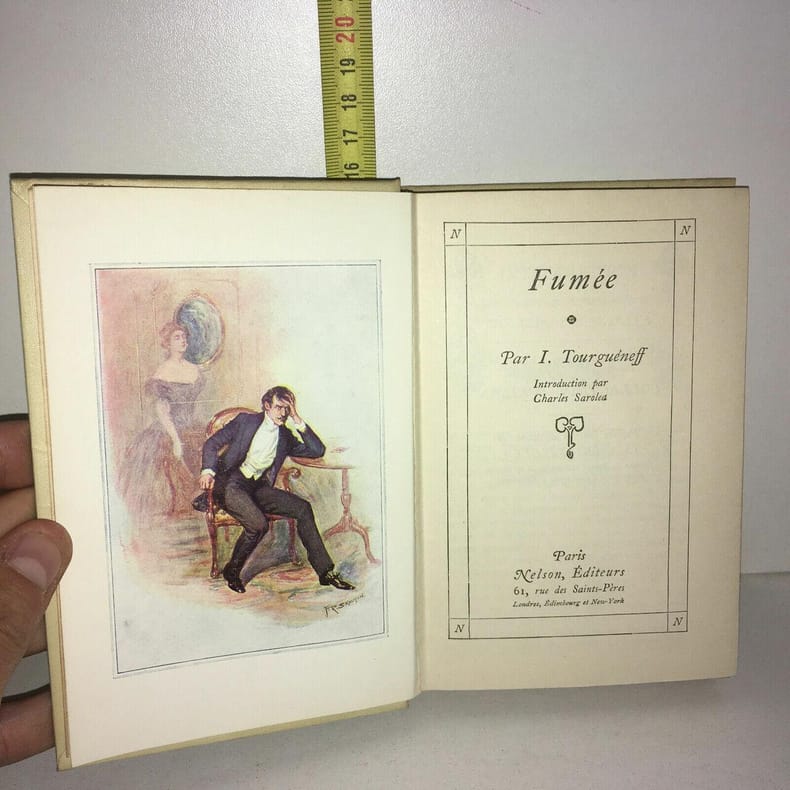 20
19
18
17
16
N
N
Fumée
Par I. Tourguéneff
Introduction par
Charles Sarolea
Paris
Nelson, Éditeurs
61, rue des Saints-Pères
Londres, Édimbourg et New-York
N
N